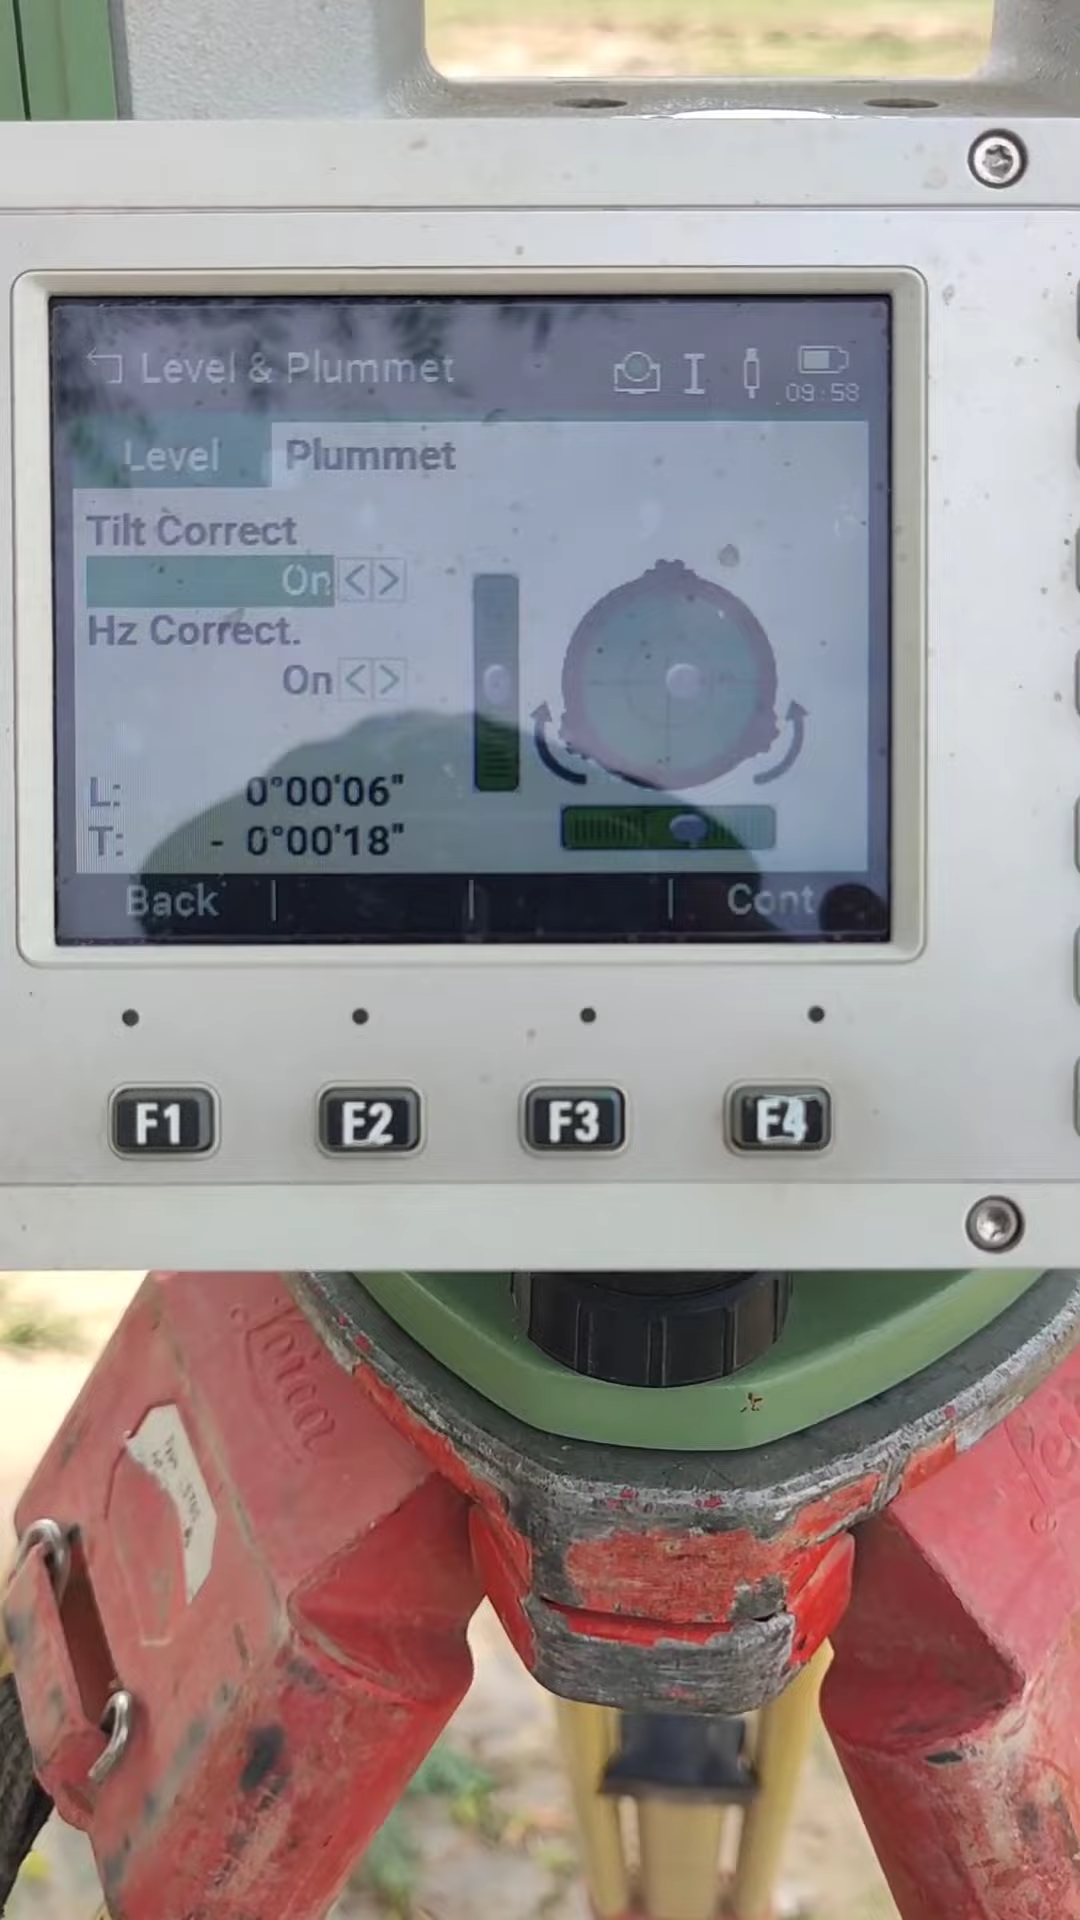 Level & Plummet
09:58
Level Plummet
Tilt Correct
On
Hz Correct.
On
L: 0°00'06"
T: - 0°00'18"
Back Cont
F1 F2 F3 F4
Leica